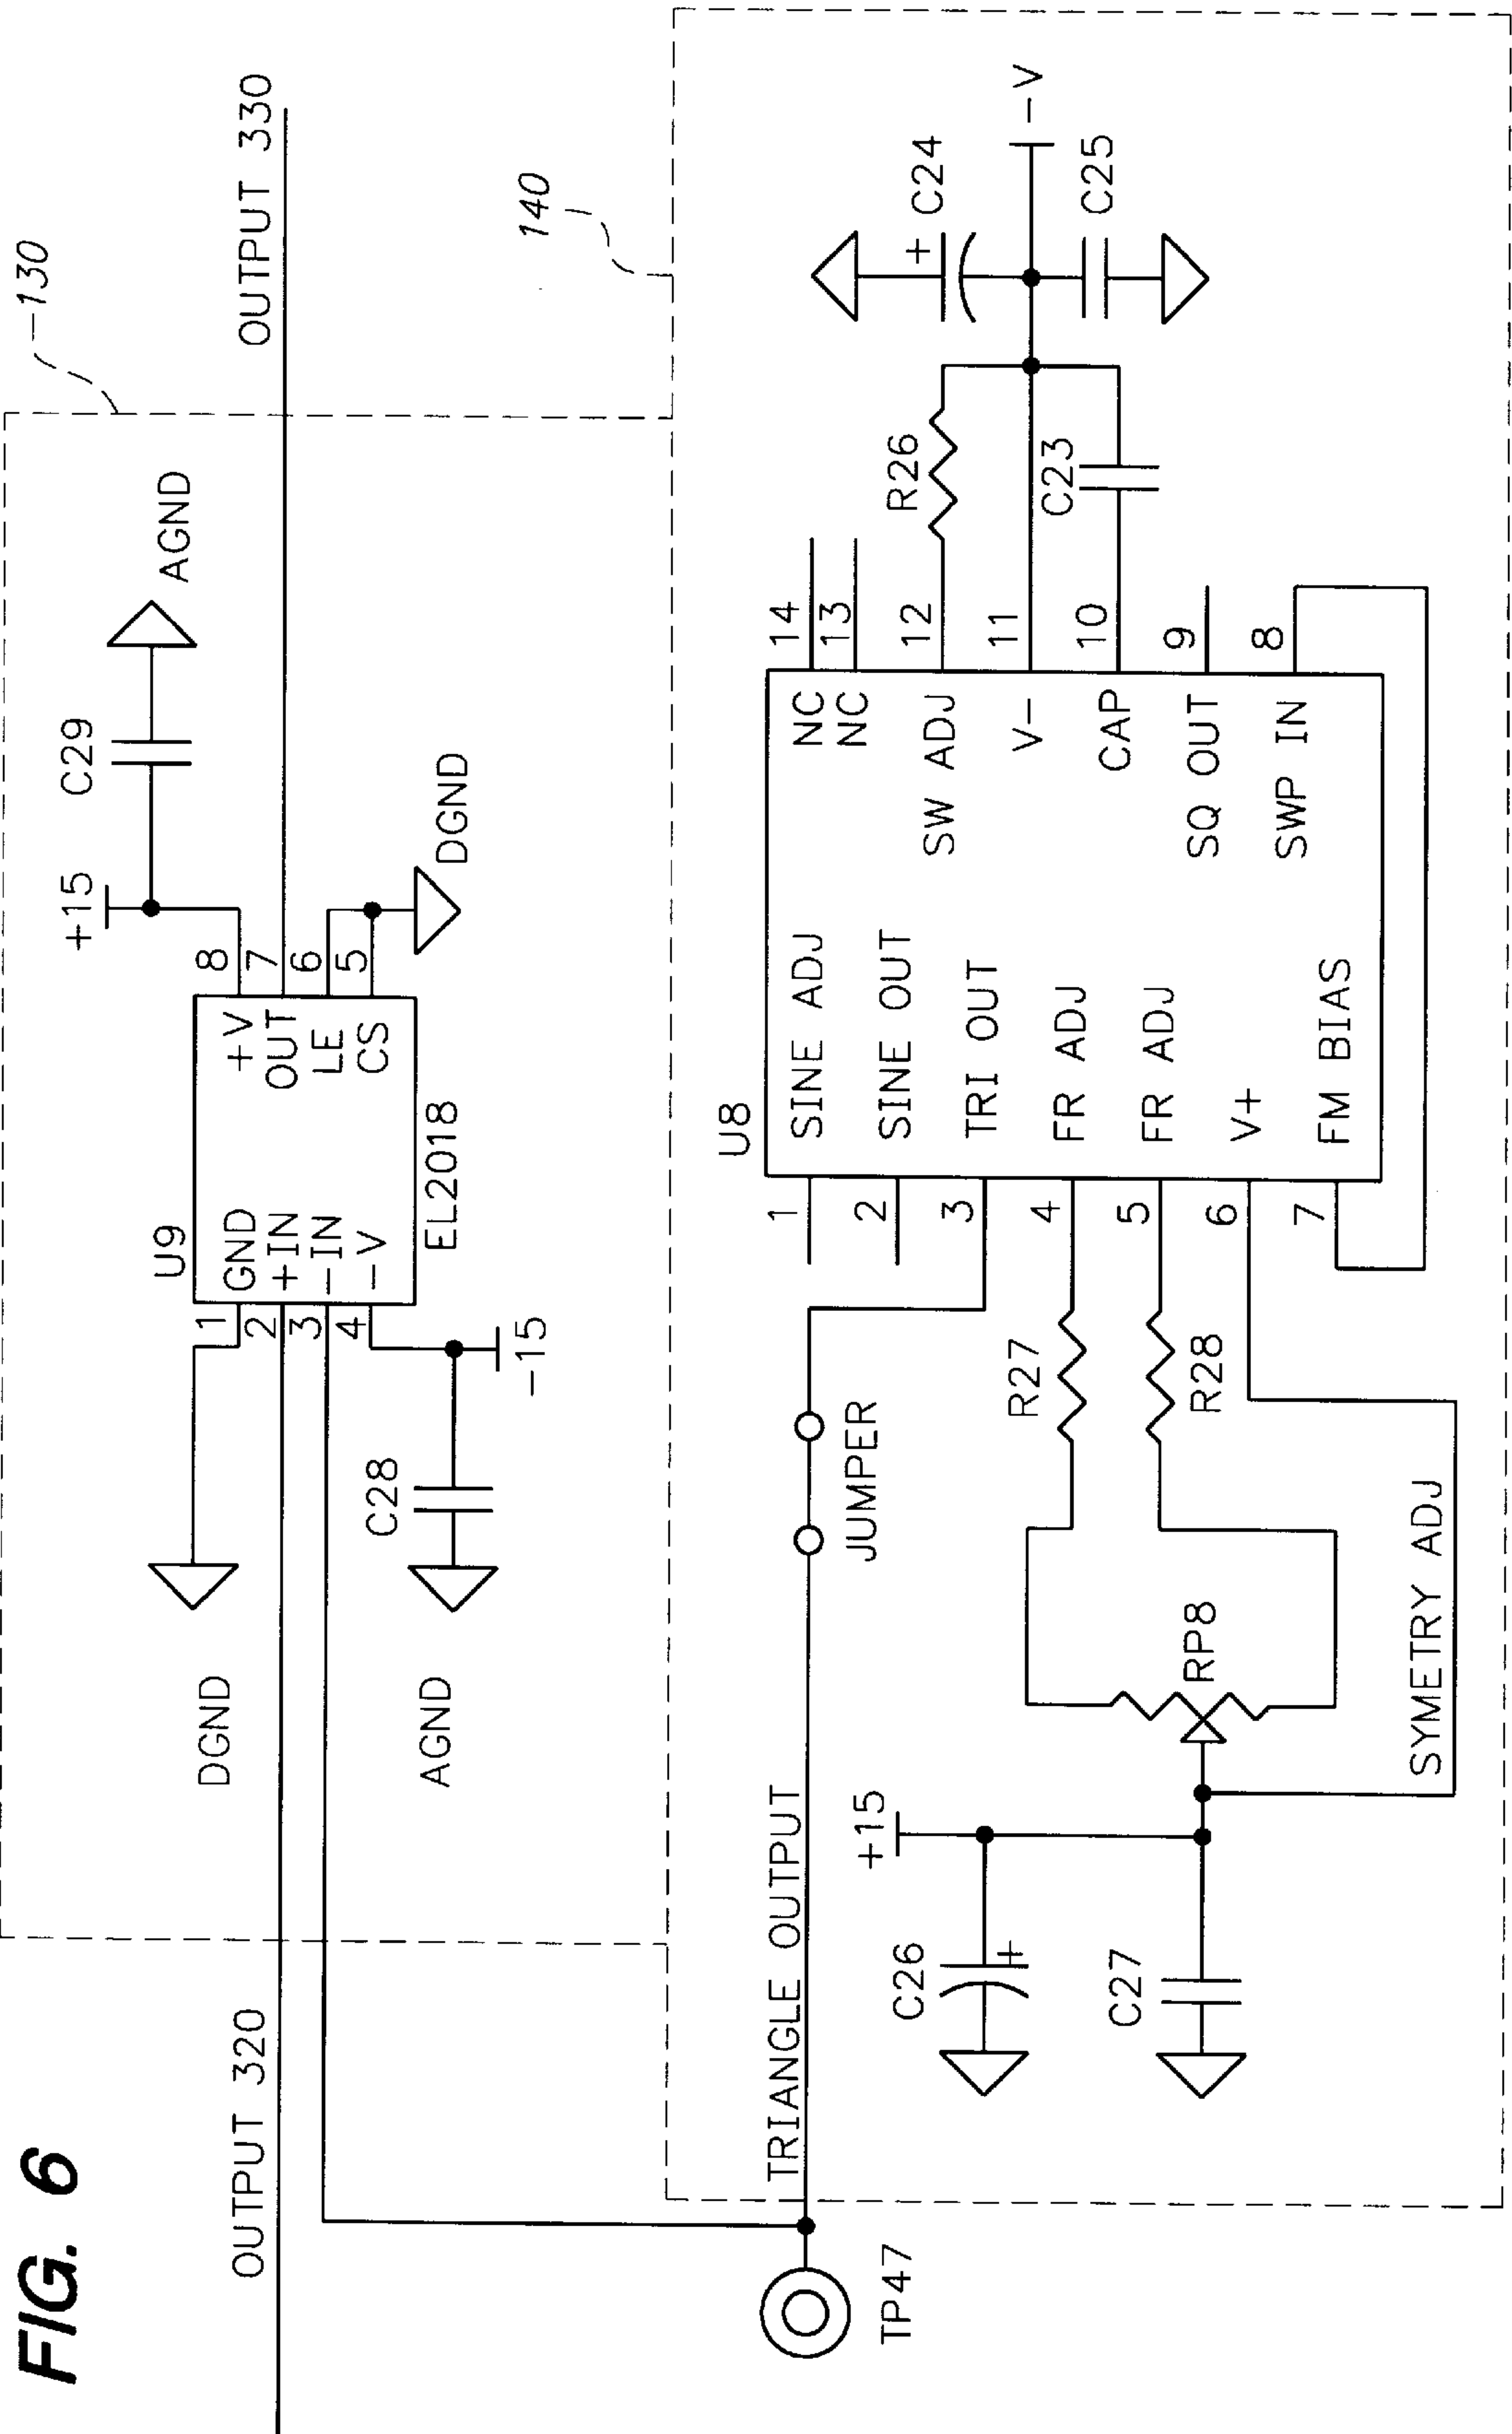 FIG. 6
130
OUTPUT 320
OUTPUT 330
DGND
AGND
C28
-15
U9
1
2
3
4
GND
+IN
-IN
-V
+V
OUT
LE
CS
8
7
6
5
EL2018
+15
C29
AGND
DGND
140
TP47
TRIANGLE OUTPUT
JUMPER
+15
C26
+
C27
RP8
SYMETRY ADJ
R27
R28
U8
1
2
3
4
5
6
7
SINE ADJ
SINE OUT
TRI OUT
FR ADJ
FR ADJ
V+
FM BIAS
NC
NC
SW ADJ
V-
CAP
SQ OUT
SWP IN
14
13
12
11
10
9
8
R26
C23
+
C24
C25
-V